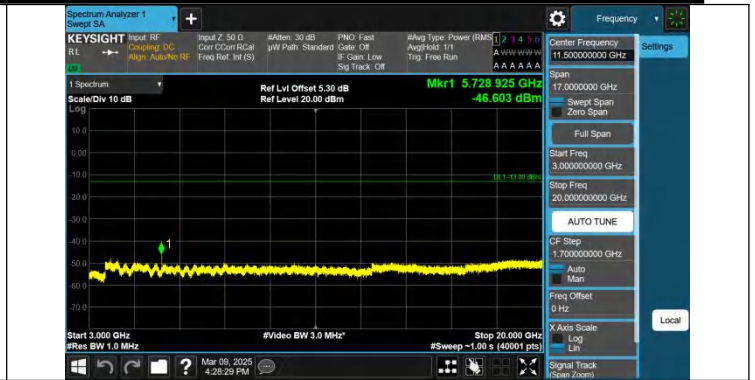 Spectrum Analyzer 1
Swept SA
+
Frequency
KEYSIGHT
RL
Input: RF
Coupling: DC
Align: Auto/No RF
Input Z: 50 Ω
Corr CCorr RCal
Freq Ref: Int (S)
#Atten: 30 dB
µW Path: Standard
PNO: Fast
Gate: Off
IF Gain: Low
Sig Track: Off
#Avg Type: Power (RMS
Avg|Hold: 1/1
Trig: Free Run
1 2 3 4 5 6
A W W W W W
A A A A A A
1 Spectrum
Scale/Div 10 dB
Log
Ref Lvl Offset 5.30 dB
Ref Level 20.00 dBm
Mkr1 5.728 925 GHz
-46.603 dBm
10.0
0.00
-10.0
-20.0
-30.0
-40.0
-50.0
-60.0
-70.0
DL1 -13.00 dBm
1
Start 3.000 GHz
#Res BW 1.0 MHz
#Video BW 3.0 MHz*
Stop 20.000 GHz
#Sweep ~1.00 s (40001 pts)
Center Frequency
11.500000000 GHz
Settings
Span
17.0000000 GHz
Swept Span
Zero Span
Full Span
Start Freq
3.000000000 GHz
Stop Freq
20.000000000 GHz
AUTO TUNE
CF Step
1.700000000 GHz
Auto
Man
Freq Offset
0 Hz
X Axis Scale
Log
Lin
Signal Track
(Span Zoom)
Local
?
Mar 09, 2025
4:28:29 PM